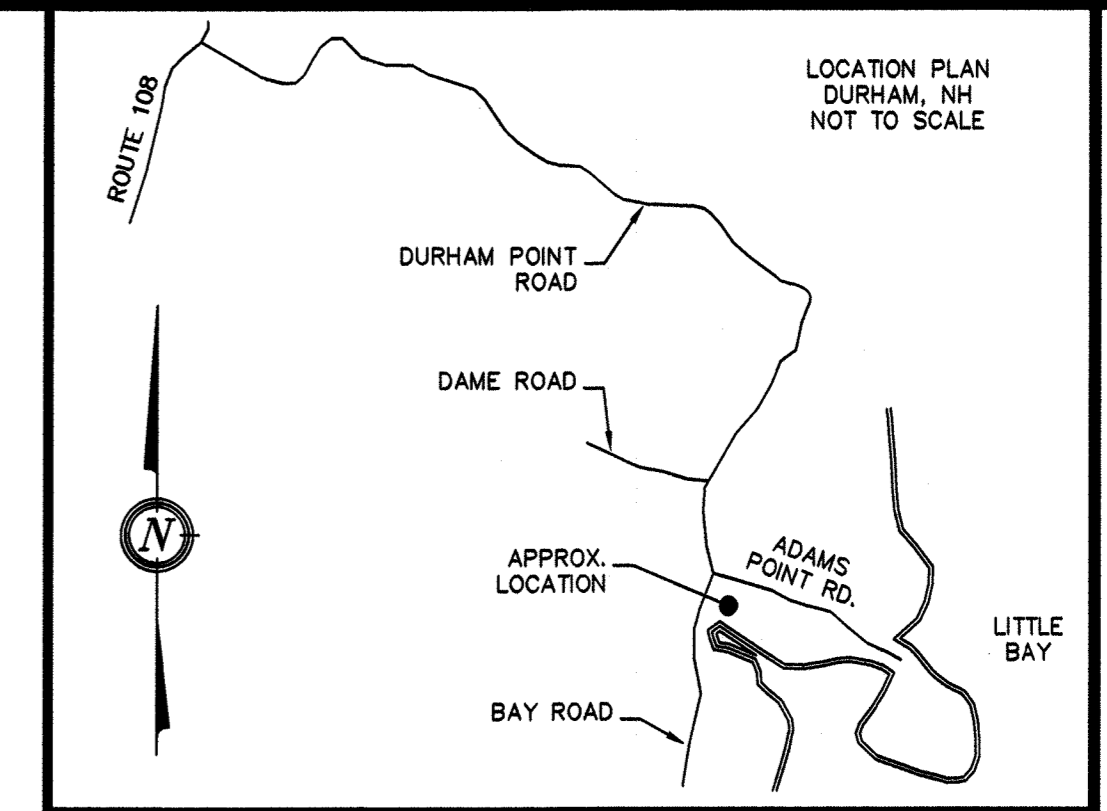 LOCATION PLAN
DURHAM, NH
NOT TO SCALE
ROUTE 108
DURHAM POINT
ROAD
DAME ROAD
N
APPROX.
LOCATION
ADAMS
POINT RD.
LITTLE
BAY
BAY ROAD